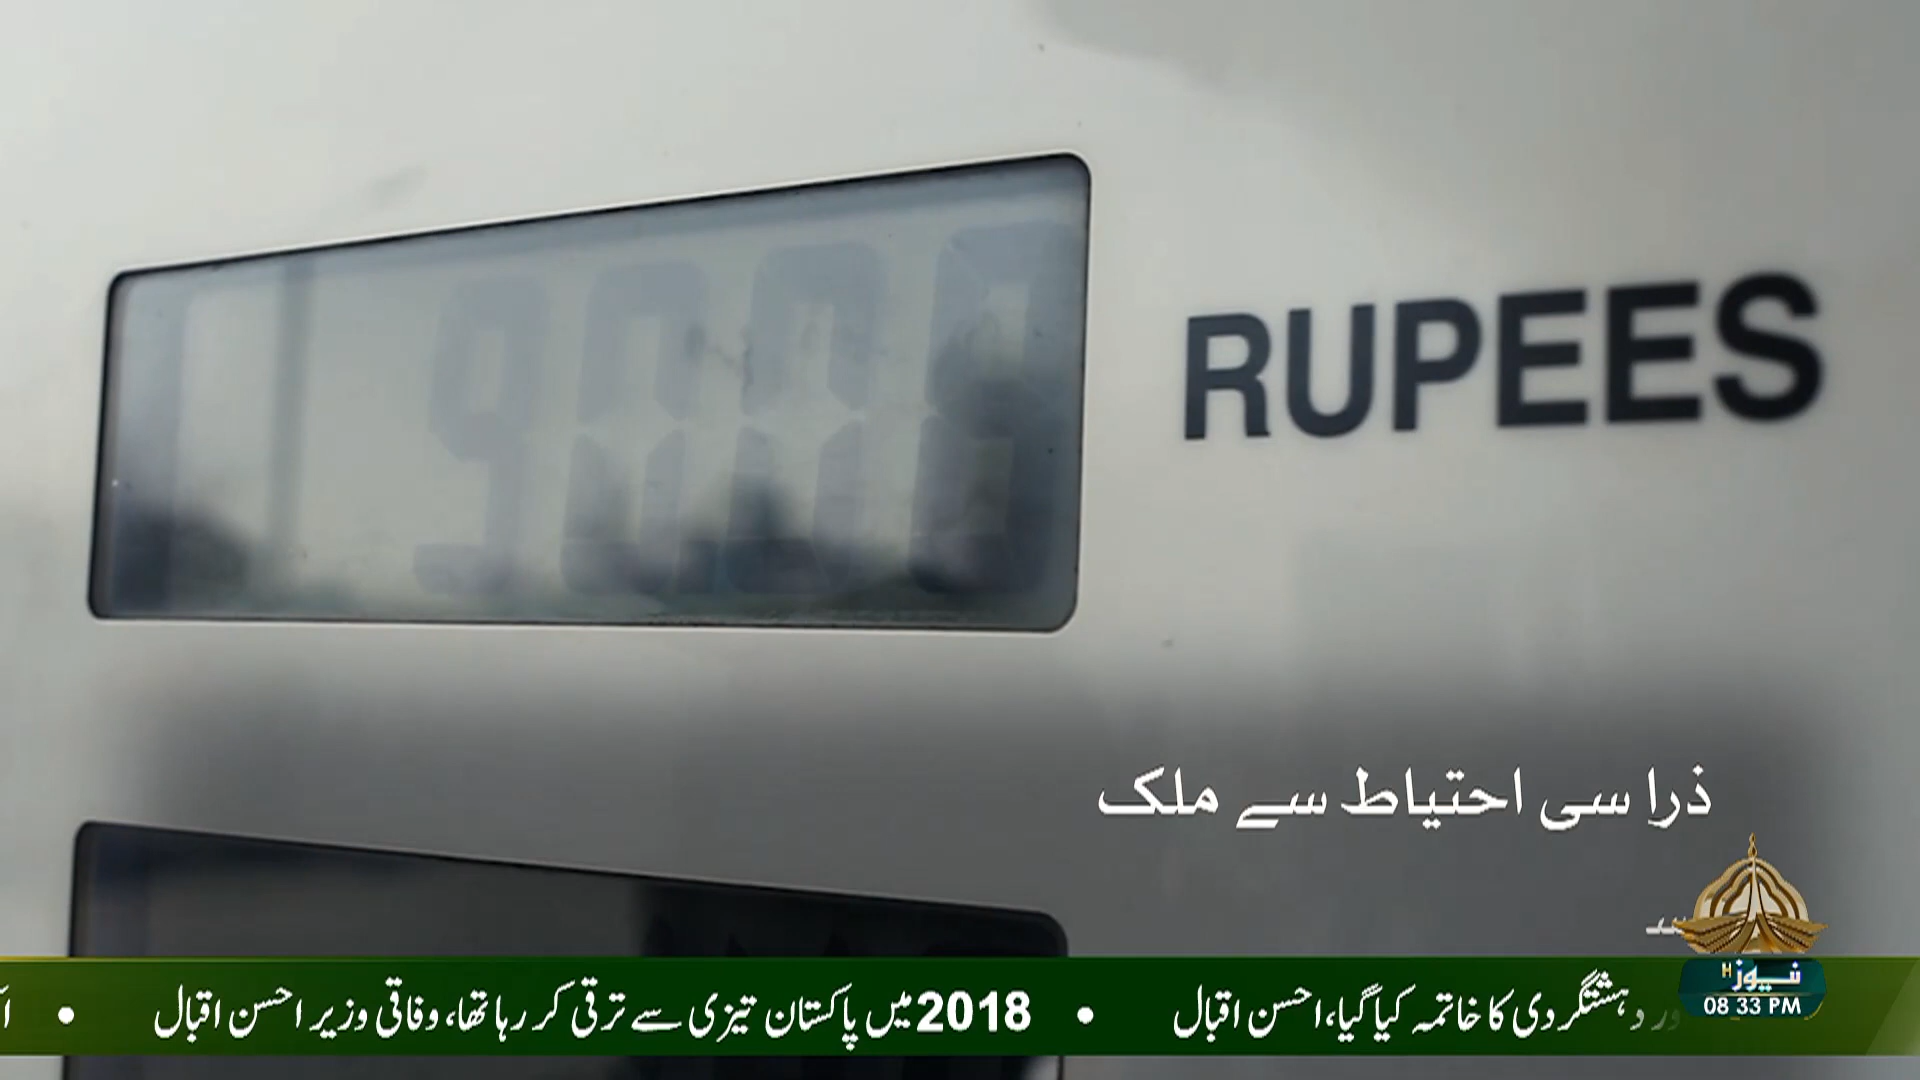 RUPEES
ذرا سی احتیاط سے ملک
نیوز H
08 33 PM
دہشتگردی کا خاتمہ کیا گیا، احسن اقبال • 2018 میں پاکستان تیزی سے ترقی کر رہا تھا، وفاقی وزیر احسن اقبال •